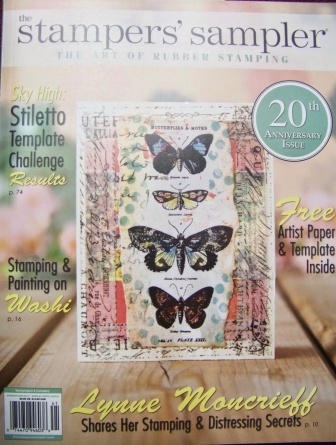 the
stampers' sampler
THE ART OF RUBBER STAMPING
Sky High:
Stiletto
Template
Challenge
Results
p. 74
20th
ANNIVERSARY
ISSUE
BUTTERFLIES & MOTHS
Free
Artist Paper
& Template
Inside
Stamping &
Painting on
Washi
p. 16
PLATE XXII.
Lynne Moncrieff
Shares Her Stamping & Distressing Secrets p. 10